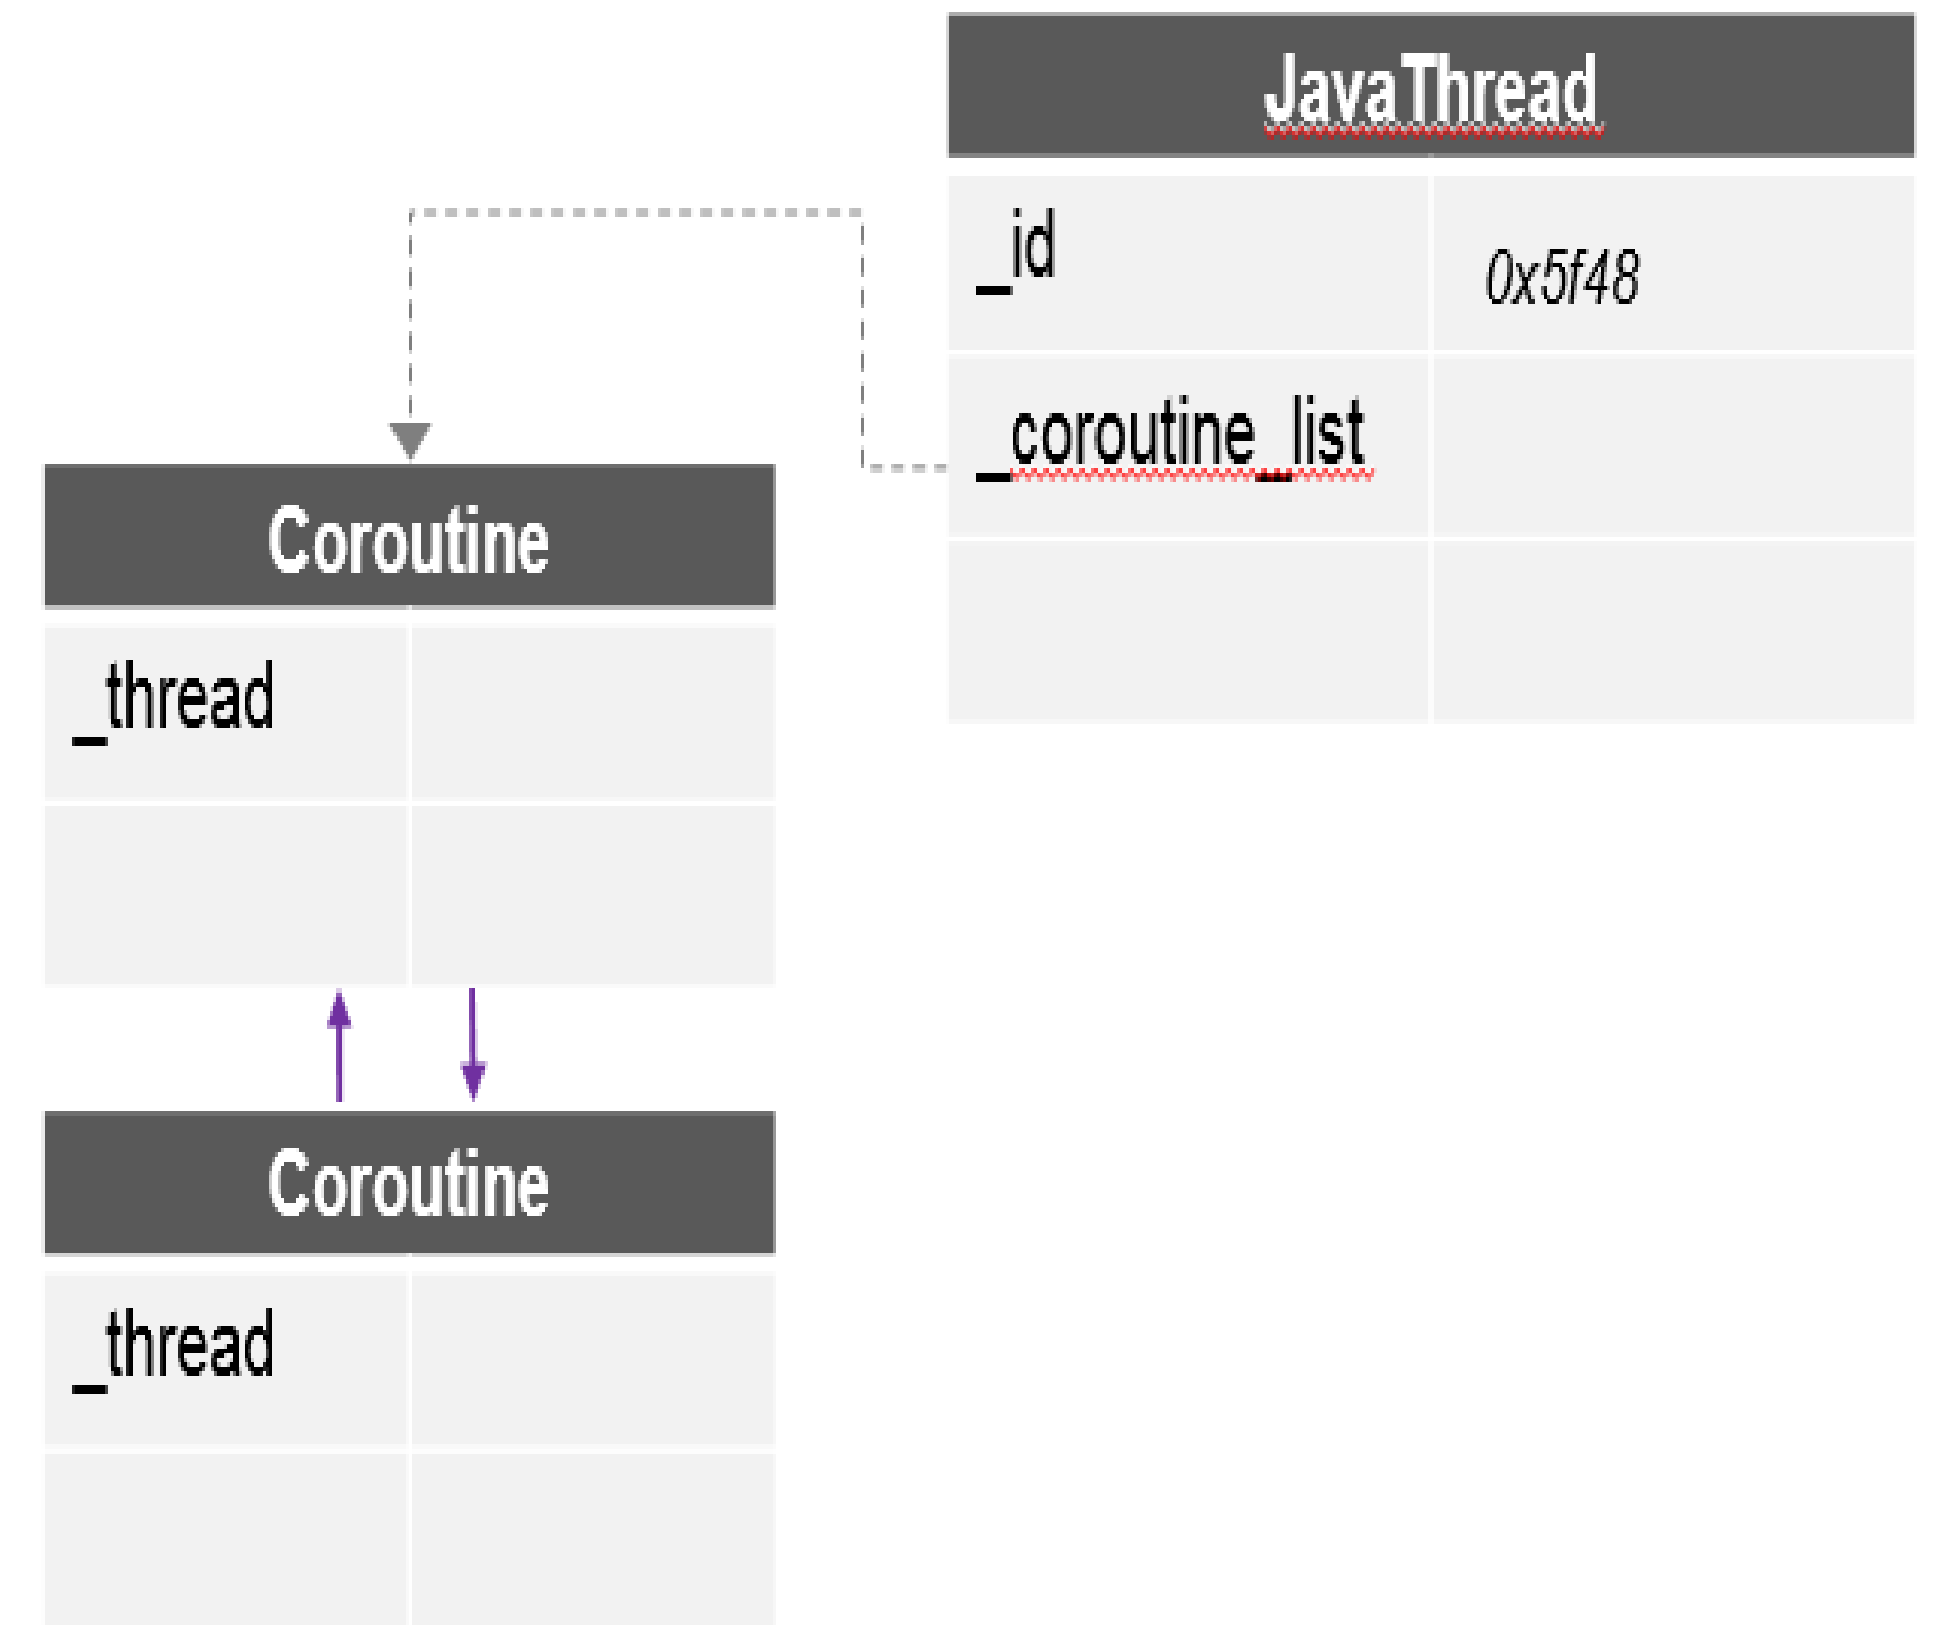 JavaThread
_id 0x5f48
_coroutine_list
Coroutine
_thread
Coroutine
_thread